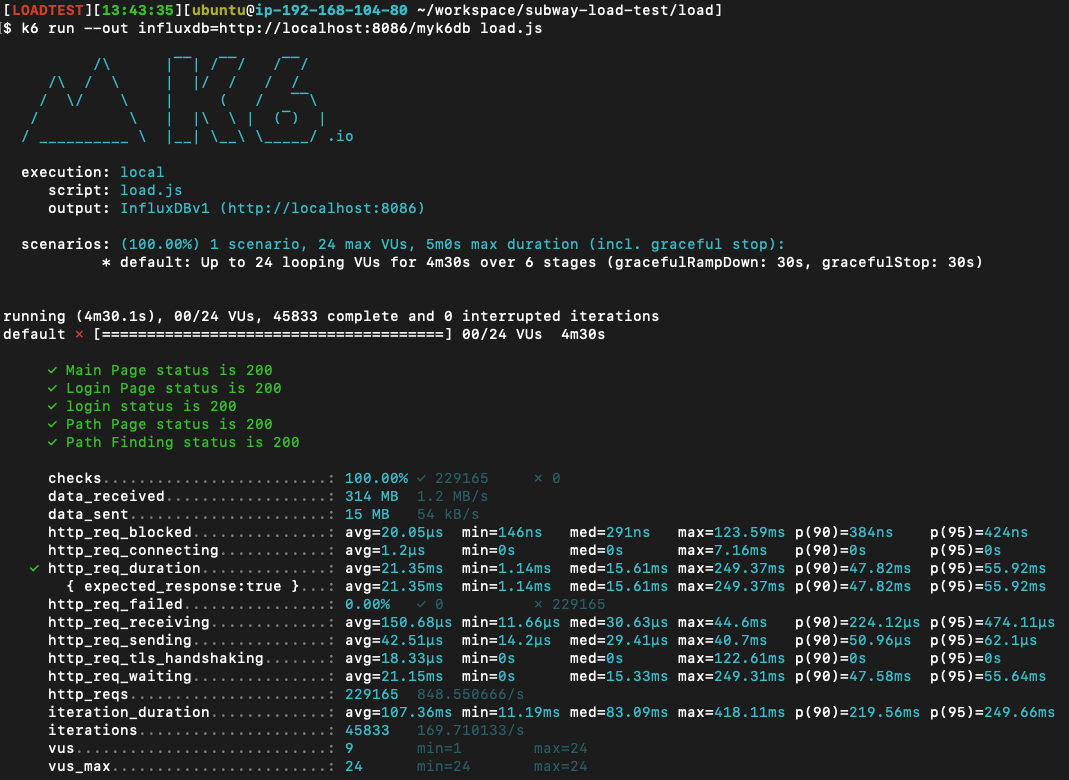 [LOADTEST][13:43:35][ubuntu@ip-192-168-104-80 ~/workspace/subway-load-test/load]
$ k6 run --out influxdb=http://localhost:8086/myk6db load.js
.io
execution: local
script: load.js
output: InfluxDBv1 (http://localhost:8086)
scenarios: (100.00%) 1 scenario, 24 max VUs, 5m0s max duration (incl. graceful stop):
* default: Up to 24 looping VUs for 4m30s over 6 stages (gracefulRampDown: 30s, gracefulStop: 30s)
running (4m30.1s), 00/24 VUs, 45833 complete and 0 interrupted iterations
default ✗ [======================================] 00/24 VUs  4m30s
✓ Main Page status is 200
✓ Login Page status is 200
✓ login status is 200
✓ Path Page status is 200
✓ Path Finding status is 200
checks.........................: 100.00% ✓ 229165     ✗ 0
data_received..................: 314 MB  1.2 MB/s
data_sent......................: 15 MB   54 kB/s
http_req_blocked...............: avg=20.05µs  min=146ns   med=291ns   max=123.59ms p(90)=384ns    p(95)=424ns
http_req_connecting............: avg=1.2µs    min=0s      med=0s      max=7.16ms   p(90)=0s       p(95)=0s
✓ http_req_duration..............: avg=21.35ms  min=1.14ms  med=15.61ms max=249.37ms p(90)=47.82ms  p(95)=55.92ms
{ expected_response:true }...: avg=21.35ms  min=1.14ms  med=15.61ms max=249.37ms p(90)=47.82ms  p(95)=55.92ms
http_req_failed................: 0.00%   ✓ 0          ✗ 229165
http_req_receiving.............: avg=150.68µs min=11.66µs med=30.63µs max=44.6ms   p(90)=224.12µs p(95)=474.11µs
http_req_sending...............: avg=42.51µs  min=14.2µs  med=29.41µs max=40.7ms   p(90)=50.96µs  p(95)=62.1µs
http_req_tls_handshaking.......: avg=18.33µs  min=0s      med=0s      max=122.61ms p(90)=0s       p(95)=0s
http_req_waiting...............: avg=21.15ms  min=0s      med=15.33ms max=249.31ms p(90)=47.58ms  p(95)=55.64ms
http_reqs......................: 229165  848.550666/s
iteration_duration.............: avg=107.36ms min=11.19ms med=83.09ms max=418.11ms p(90)=219.56ms p(95)=249.66ms
iterations.....................: 45833   169.710133/s
vus............................: 9       min=1        max=24
vus_max........................: 24      min=24       max=24